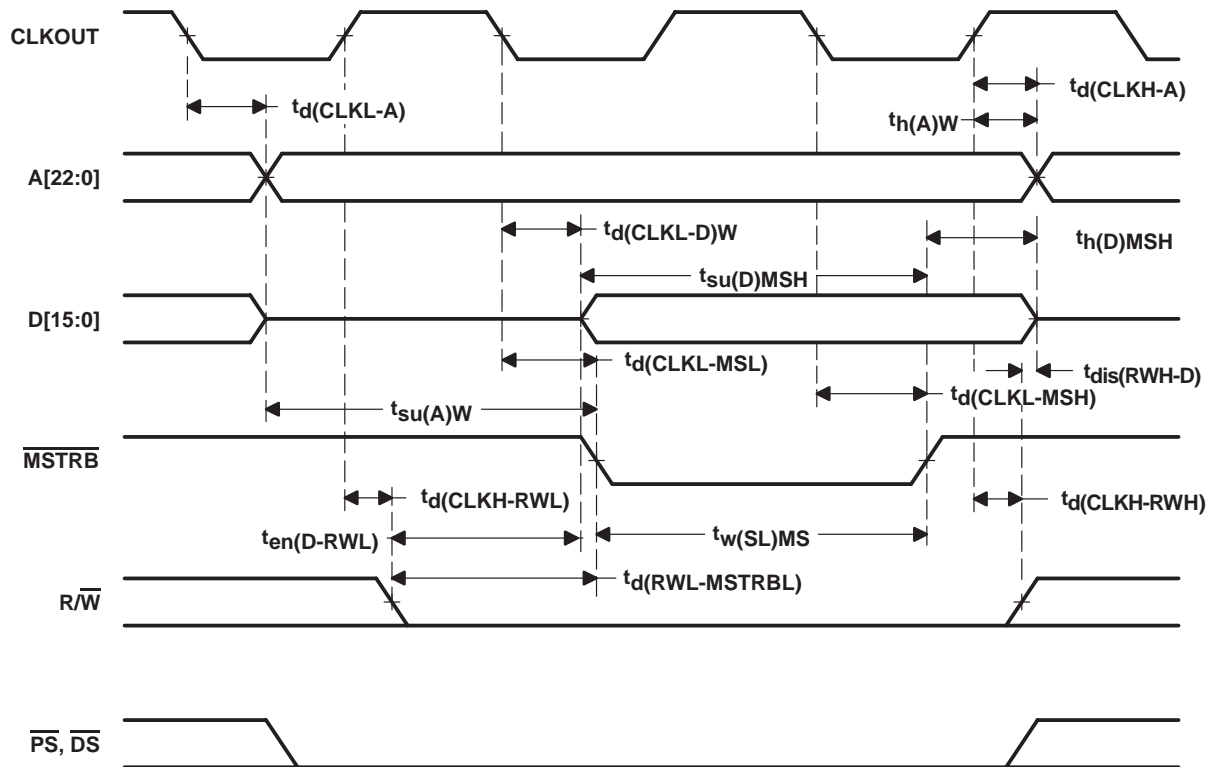 CLKOUT
td(CLKL-A)
td(CLKH-A)
th(A)W
A[22:0]
td(CLKL-D)W
th(D)MSH
tsu(D)MSH
D[15:0]
td(CLKL-MSL)
tdis(RWH-D)
td(CLKL-MSH)
tsu(A)W
MSTRB
td(CLKH-RWL)
td(CLKH-RWH)
ten(D-RWL)
tw(SL)MS
td(RWL-MSTRBL)
R/W
PS, DS